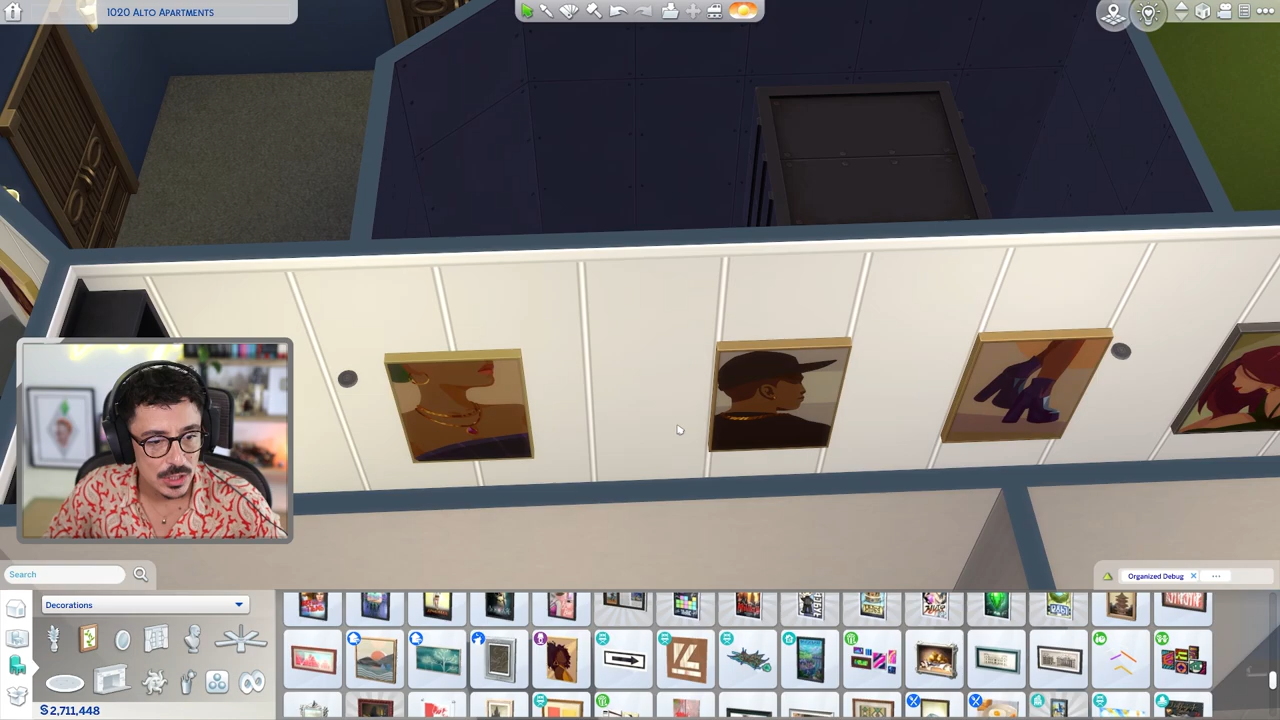 1020 Alto Apartments
Search
Organized Debug
Decorations
$2,711,448